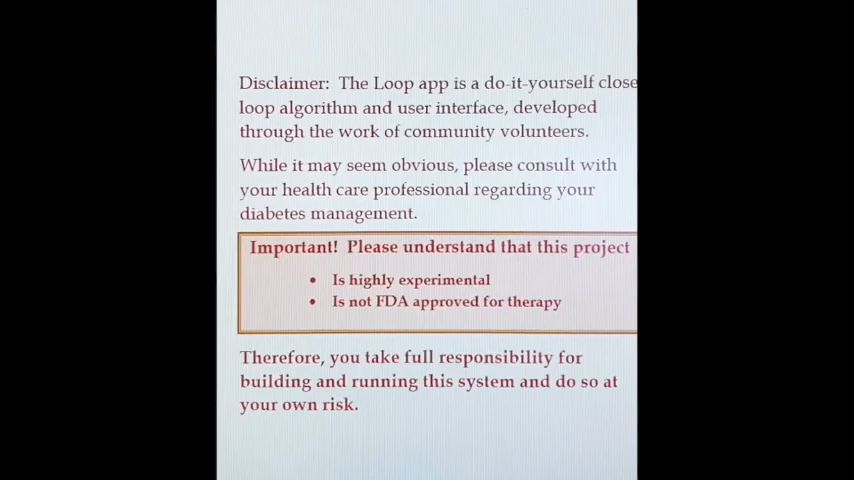 Disclaimer: The Loop app is a do-it-yourself close
loop algorithm and user interface, developed
through the work of community volunteers.
While it may seem obvious, please consult with
your health care professional regarding your
diabetes management.
Important! Please understand that this project
• Is highly experimental
• Is not FDA approved for therapy
Therefore, you take full responsibility for
building and running this system and do so at
your own risk.